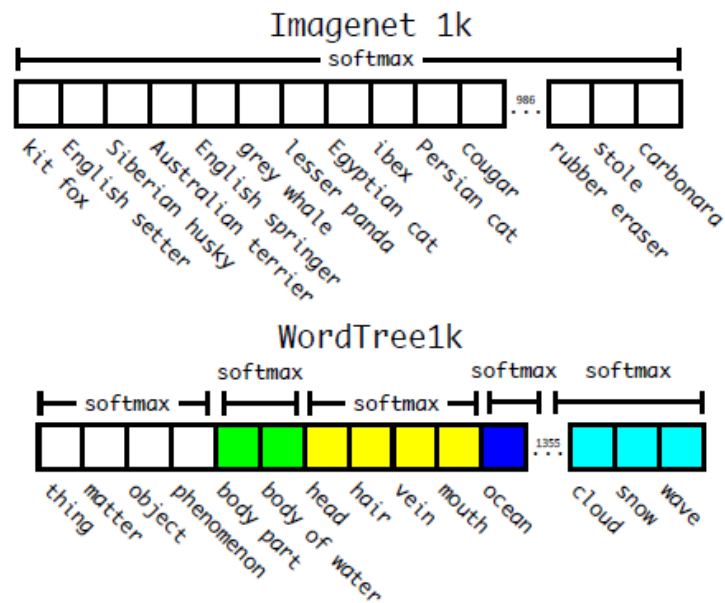 Imagenet 1k
softmax
986
...
kit fox
English setter
Siberian husky
Australian terrier
English springer
grey whale
lesser panda
Egyptian cat
ibex
Persian cat
cougar
rubber eraser
stole
carbonara
WordTree1k
softmax
softmax
softmax
softmax
softmax
1355
...
thing
matter
object
phenomenon
body part
body of water
head
hair
vein
mouth
ocean
cloud
snow
wave